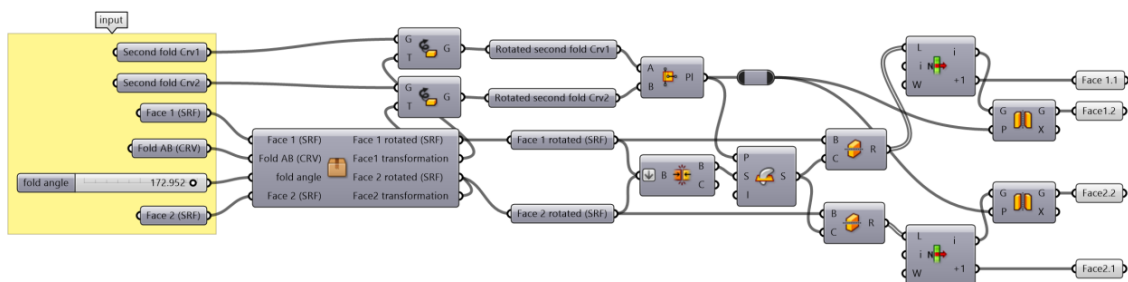 input
Second fold Crv1
Second fold Crv2
Face 1 (SRF)
Fold AB (CRV)
fold angle 172.952
Face 2 (SRF)
Face 1 (SRF) Face 1 rotated (SRF)
Fold AB (CRV) Face1 transformation
fold angle Face 2 rotated (SRF)
Face 2 (SRF) Face2 transformation
G G
T
G G
T
Rotated second fold Crv1
Rotated second fold Crv2
A Pl
B
Face 1 rotated (SRF)
Face 2 rotated (SRF)
B B
C
P
S S
I
B R
C
B R
C
L i
i N
W +1
Face 1.1
G G
P X
Face1.2
G G
P X
Face2.2
L i
i N
W +1
Face2.1